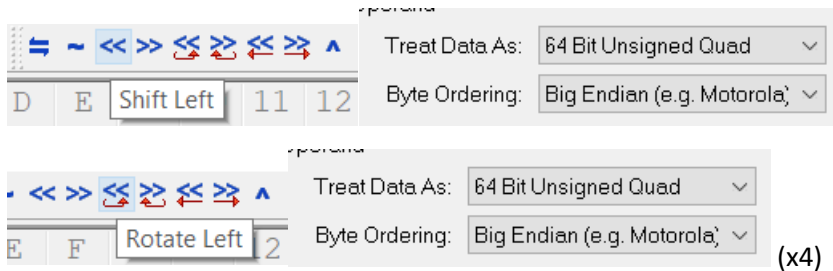 Treat Data As: 64 Bit Unsigned Quad
D E Shift Left 11 12 Byte Ordering: Big Endian (e.g. Motorola)
Treat Data As: 64 Bit Unsigned Quad
E F Rotate Left 12 Byte Ordering: Big Endian (e.g. Motorola)
(x4)